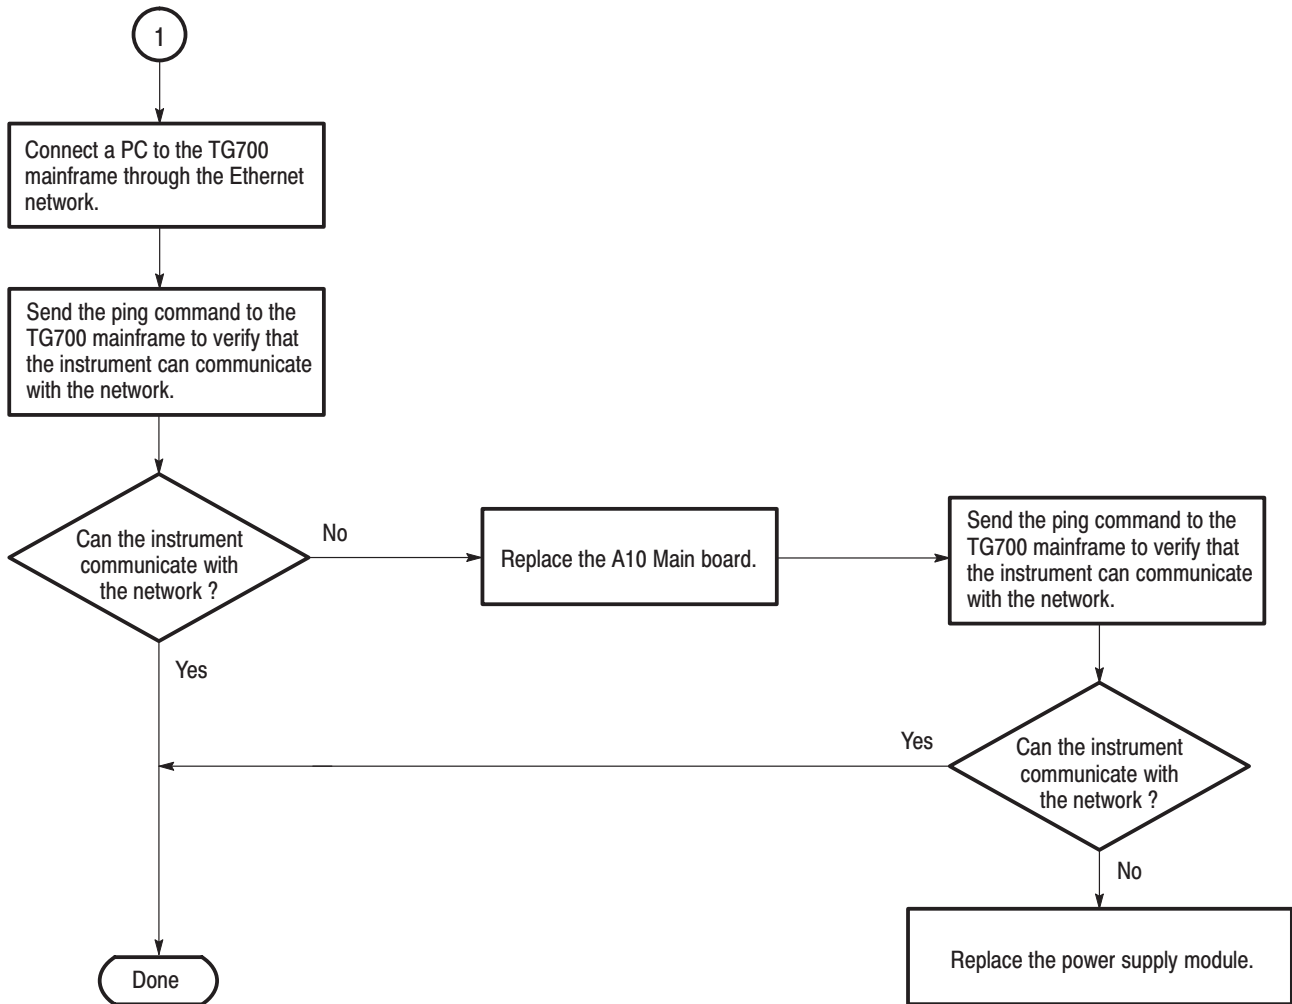 1
Connect a PC to the TG700
mainframe through the Ethernet
network.
Send the ping command to the
TG700 mainframe to verify that
the instrument can communicate
with the network.
Can the instrument
communicate with
the network ?
No
Yes
Replace the A10 Main board.
Send the ping command to the
TG700 mainframe to verify that
the instrument can communicate
with the network.
Can the instrument
communicate with
the network ?
Yes
No
Replace the power supply module.
Done